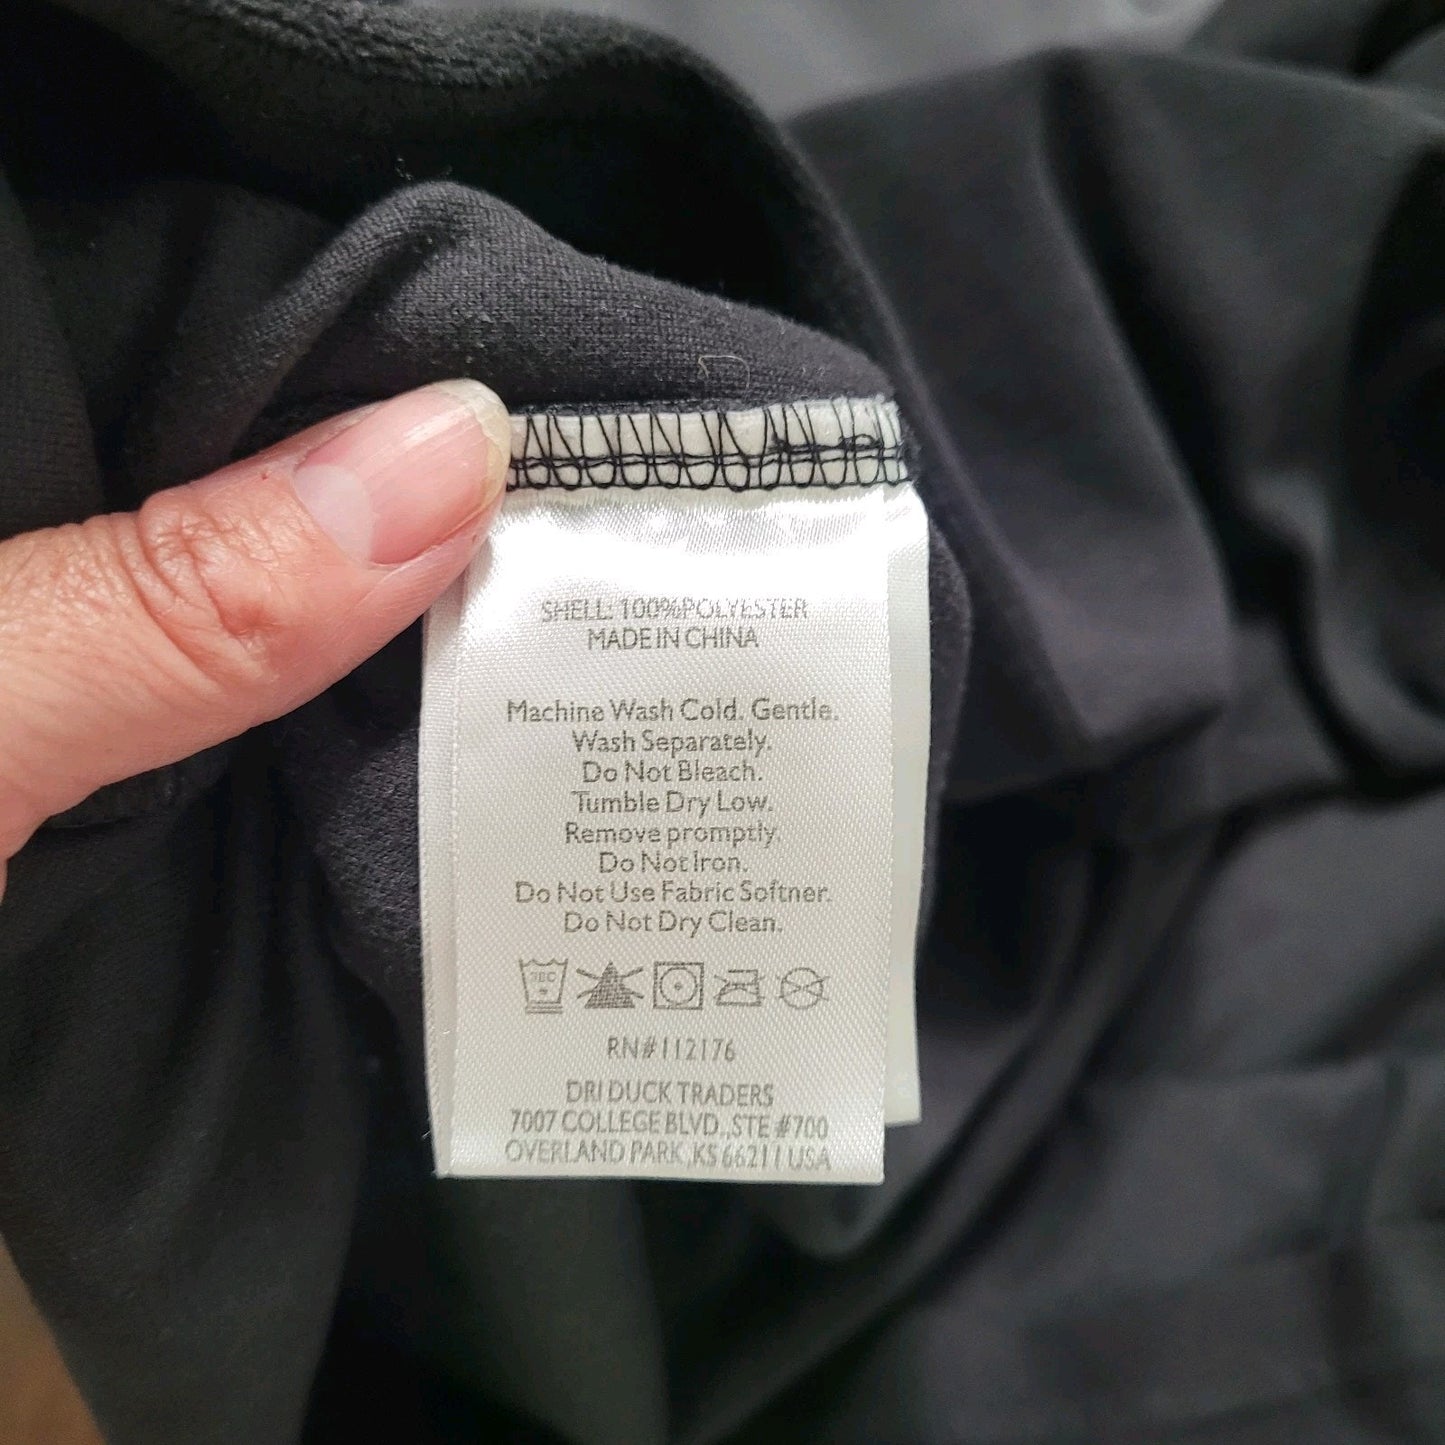 SHELL: 100%POLYESTER
MADE IN CHINA
Machine Wash Cold. Gentle.
Wash Separately.
Do Not Bleach.
Tumble Dry Low.
Remove promptly.
Do Not Iron.
Do Not Use Fabric Softner.
Do Not Dry Clean.
30C
RN#112176
DRI DUCK TRADERS
7007 COLLEGE BLVD.,STE #700
OVERLAND PARK ,KS 66211 USA